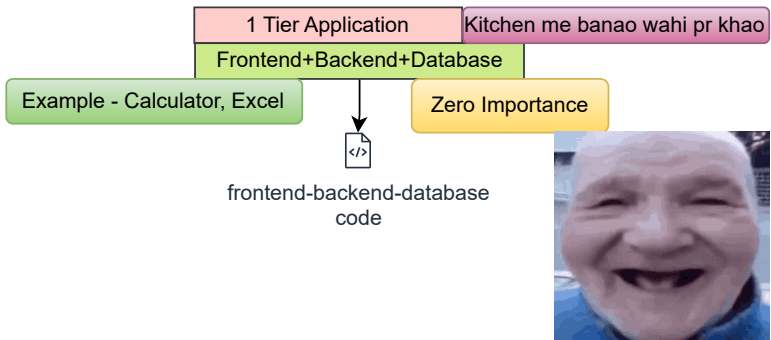 1 Tier Application
Kitchen me banao wahi pr khao
Frontend+Backend+Database
Example - Calculator, Excel
Zero Importance
</>
frontend-backend-database
code